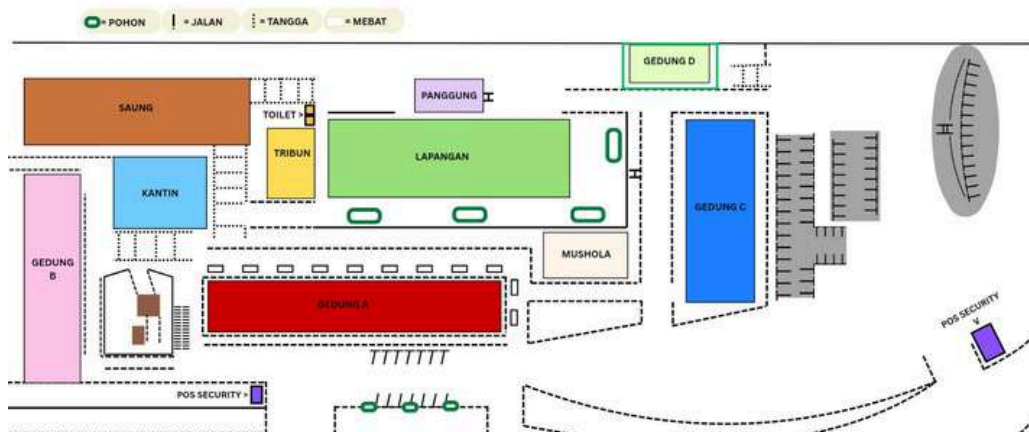 = POHON
= JALAN
= TANGGA
= MEBAT
GEDUNG D
SAUNG
PANGGUNG
TOILET >
TRIBUN
LAPANGAN
KANTIN
GEDUNG C
GEDUNG
B
MUSHOLA
GEDUNG A
POS SECURITY
V
POS SECURITY >